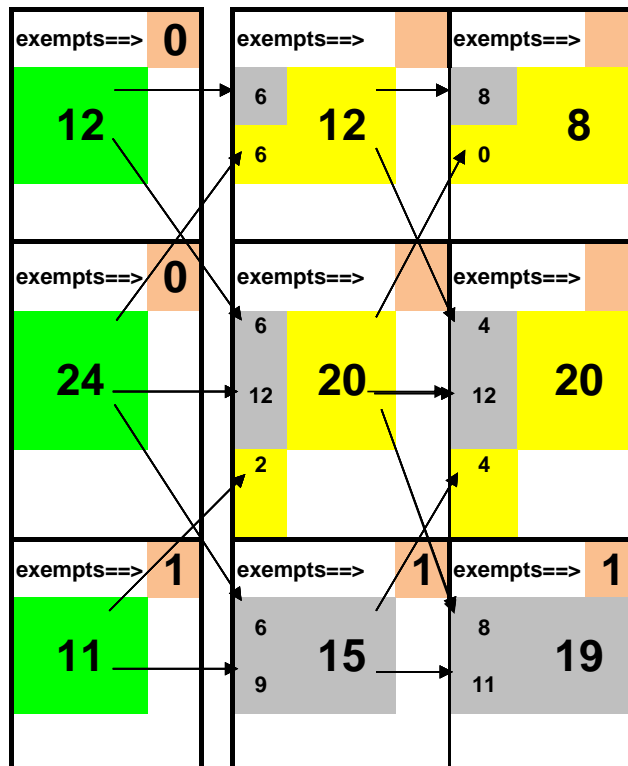 exempts==> 0 exempts==> exempts==>
6 8
12 12 8
6 0
exempts==> 0 exempts==> exempts==>
6 4
24 12 20 12 20
2 4
exempts==> 1 exempts==> 1 exempts==> 1
6 8
11 15 19
9 11